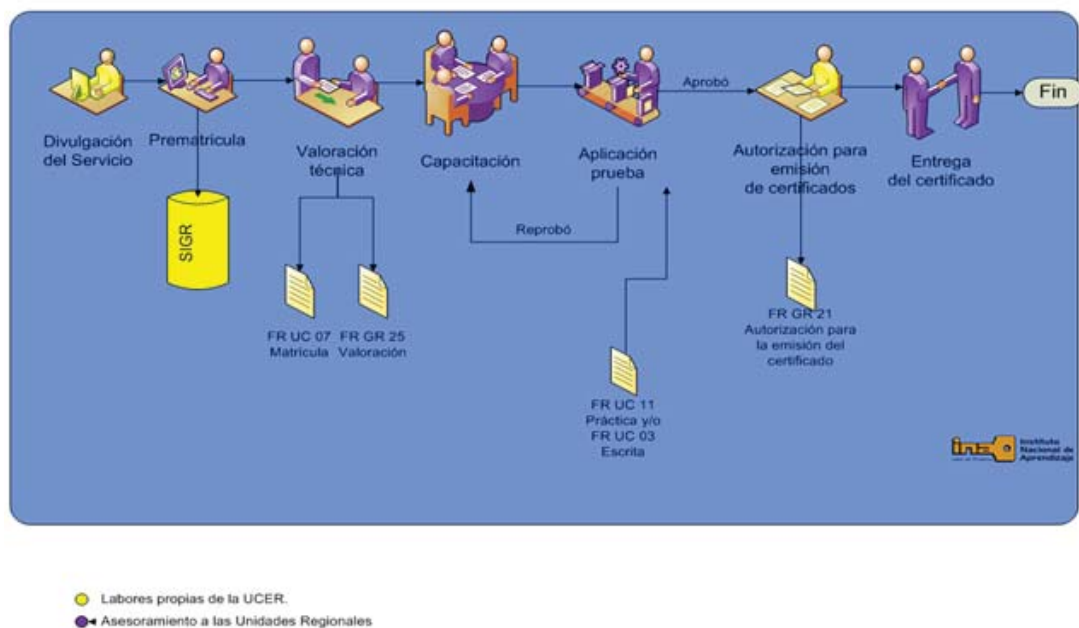 Divulgación
del Servicio
Prematricula
Valoración
técnica
Capacitación
Aplicación
prueba
Aprobó
Autorización para
emisión
de certificados
Entrega
del certificado
Fin
SIGR
Reprobó
FR UC 07
Matrícula
FR GR 25
Valoración
FR UC 11
Práctica y/o
FR UC 03
Escrita
FR GR 21
Autorización para
la emisión del
certificado
ina
Instituto
Nacional de
Aprendizaje
Labores propias de la UCER.
Asesoramiento a las Unidades Regionales